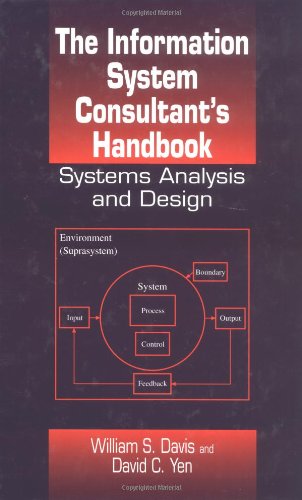 The Information
System
Consultant's
Handbook
Systems Analysis
and Design
Environment
(Suprasystem)
Boundary
System
Process
Input
Output
Control
Feedback
William S. Davis and
David C. Yen